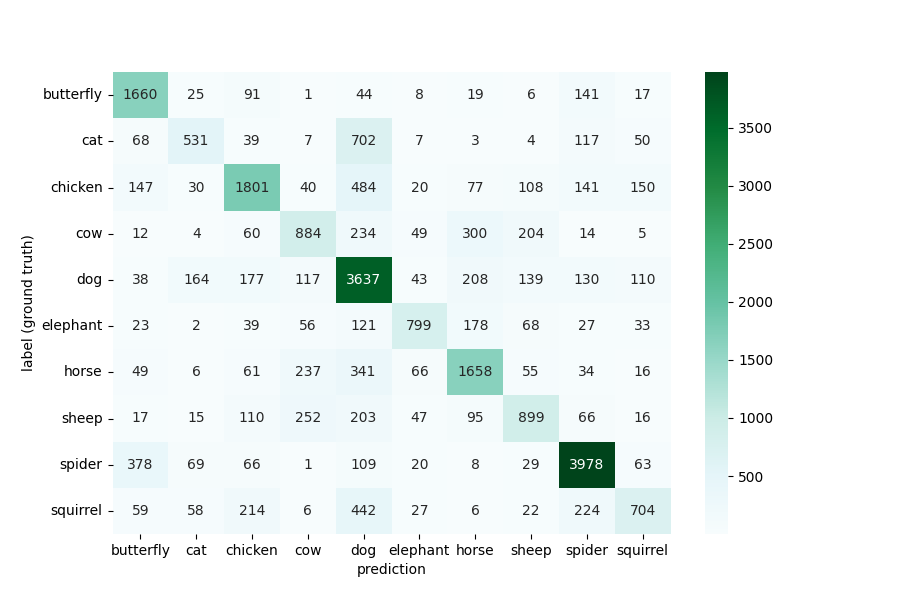 butterfly 1660 25 91 1 44 8 19 6 141 17
cat 68 531 39 7 702 7 3 4 117 50
chicken 147 30 1801 40 484 20 77 108 141 150
cow 12 4 60 884 234 49 300 204 14 5
dog 38 164 177 117 3637 43 208 139 130 110
elephant 23 2 39 56 121 799 178 68 27 33
horse 49 6 61 237 341 66 1658 55 34 16
sheep 17 15 110 252 203 47 95 899 66 16
spider 378 69 66 1 109 20 8 29 3978 63
squirrel 59 58 214 6 442 27 6 22 224 704
butterfly cat chicken cow dog elephant horse sheep spider squirrel
prediction
label (ground truth)
3500
3000
2500
2000
1500
1000
500